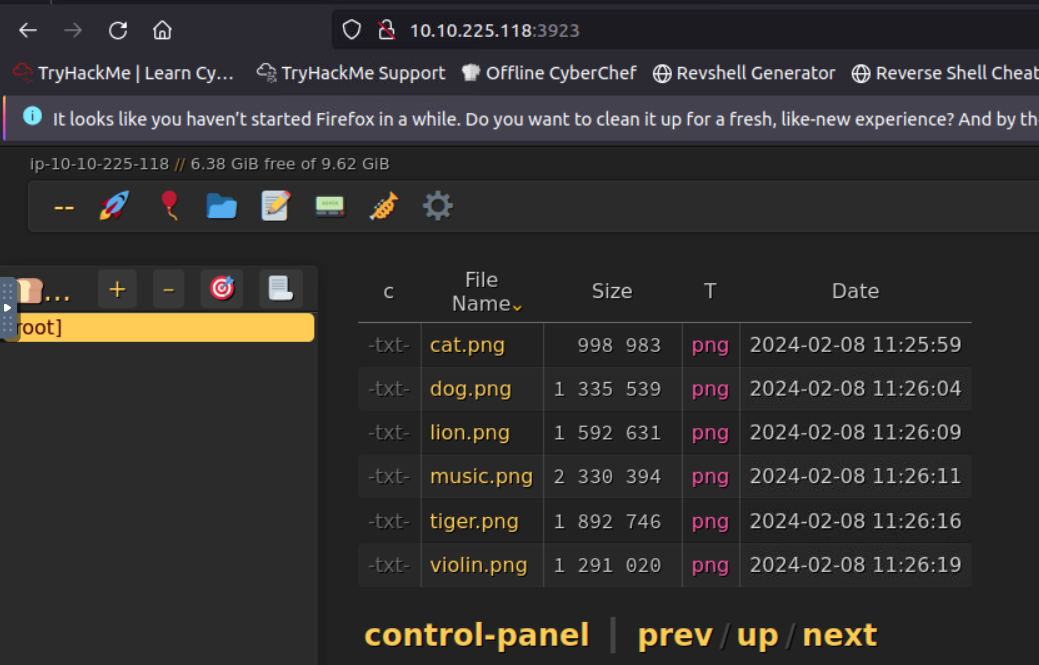 10.10.225.118:3923
TryHackMe | Learn Cy... TryHackMe Support Offline CyberChef Revshell Generator Reverse Shell Cheat
It looks like you haven't started Firefox in a while. Do you want to clean it up for a fresh, like-new experience? And by th
ip-10-10-225-118 // 6.38 GiB free of 9.62 GiB
--
... + -
root]
c File Name Size T Date
-txt- cat.png 998 983 png 2024-02-08 11:25:59
-txt- dog.png 1 335 539 png 2024-02-08 11:26:04
-txt- lion.png 1 592 631 png 2024-02-08 11:26:09
-txt- music.png 2 330 394 png 2024-02-08 11:26:11
-txt- tiger.png 1 892 746 png 2024-02-08 11:26:16
-txt- violin.png 1 291 020 png 2024-02-08 11:26:19
control-panel | prev / up / next